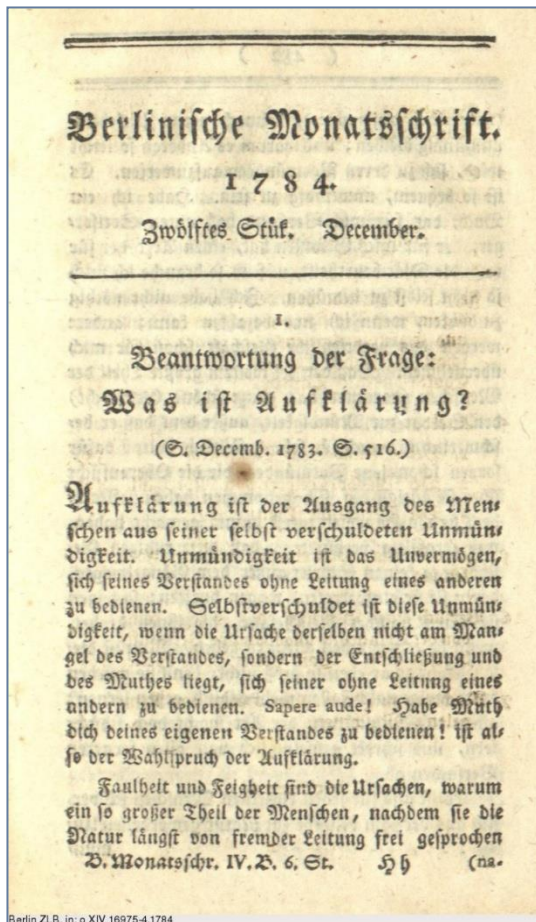 Berlinische Monatsschrift.
1784.
Zwölftes Stük. December.
1.
Beantwortung der Frage:
Was ist Aufklärung?
(S. Decemb. 1783. S. 516.)
Aufklärung ist der Ausgang des Men-
schen aus seiner selbst verschuldeten Unmün-
digkeit. Unmündigkeit ist das Unvermögen,
sich seines Verstandes ohne Leitung eines anderen
zu bedienen. Selbstverschuldet ist diese Unmün-
digkeit, wenn die Ursache derselben nicht am Man-
gel des Verstandes, sondern der Entschließung und
des Muthes liegt, sich seiner ohne Leitung eines
andern zu bedienen. Sapere aude! Habe Muth
dich deines eigenen Verstandes zu bedienen! ist al-
so der Wahlspruch der Aufklärung.
Faulheit und Feigheit sind die Ursachen, warum
ein so großer Theil der Menschen, nachdem sie die
Natur längst von fremder Leitung frei gesprochen
B. Monatsschr. IV. B. 6. St. Hh (na-
Berlin ZLB, in: o XIV 16975-4.1784